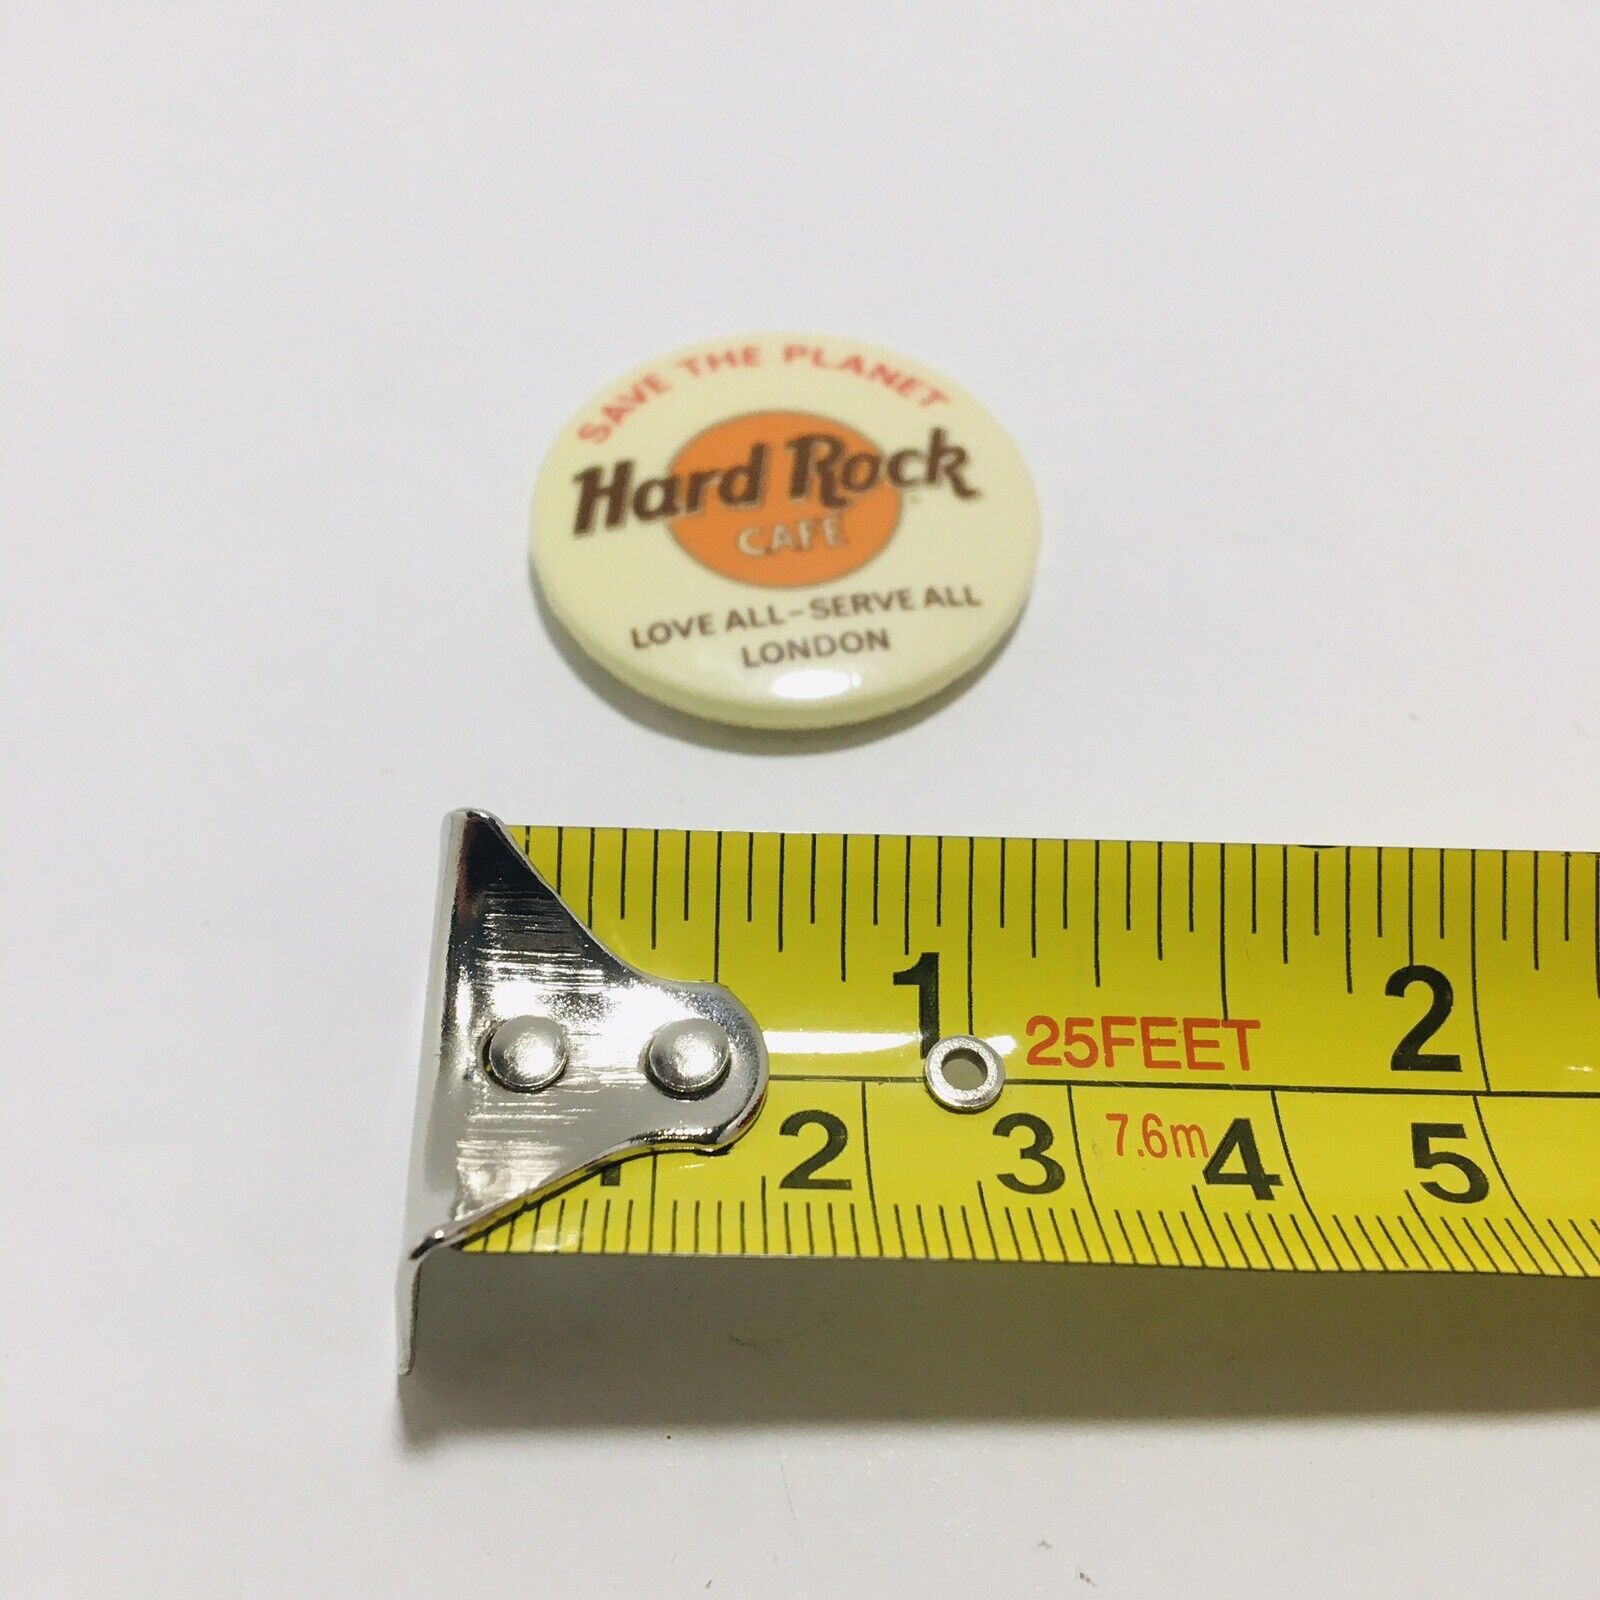 SAVE THE PLANET
Hard Rock
CAFE
LOVE ALL-SERVE ALL
LONDON
1 2
25FEET
7.6m
1 2 3 4 5